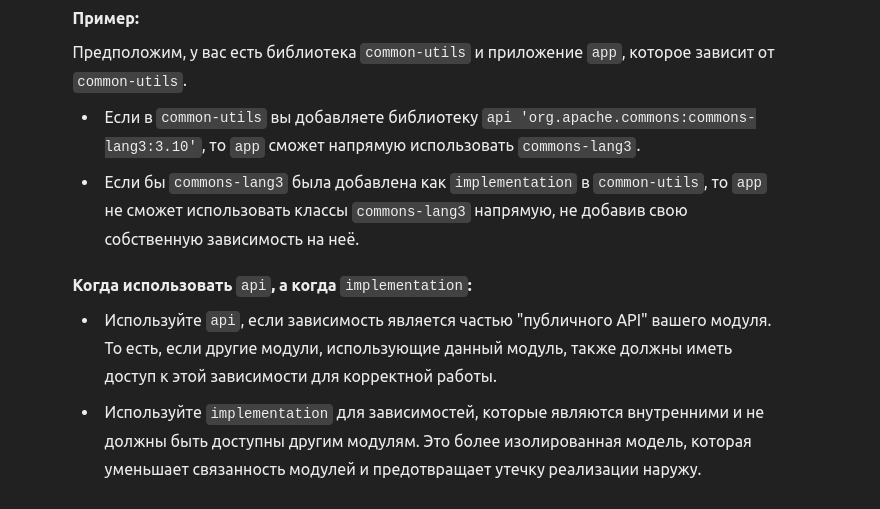 Пример:
Предположим, у вас есть библиотека common-utils и приложение app, которое зависит от
common-utils.
• Если в common-utils вы добавляете библиотеку api 'org.apache.commons:commons-
lang3:3.10', то app сможет напрямую использовать commons-lang3.
• Если бы commons-lang3 была добавлена как implementation в common-utils, то app
не сможет использовать классы commons-lang3 напрямую, не добавив свою
собственную зависимость на неё.
Когда использовать api, а когда implementation:
• Используйте api, если зависимость является частью "публичного API" вашего модуля.
То есть, если другие модули, использующие данный модуль, также должны иметь
доступ к этой зависимости для корректной работы.
• Используйте implementation для зависимостей, которые являются внутренними и не
должны быть доступны другим модулям. Это более изолированная модель, которая
уменьшает связанность модулей и предотвращает утечку реализации наружу.